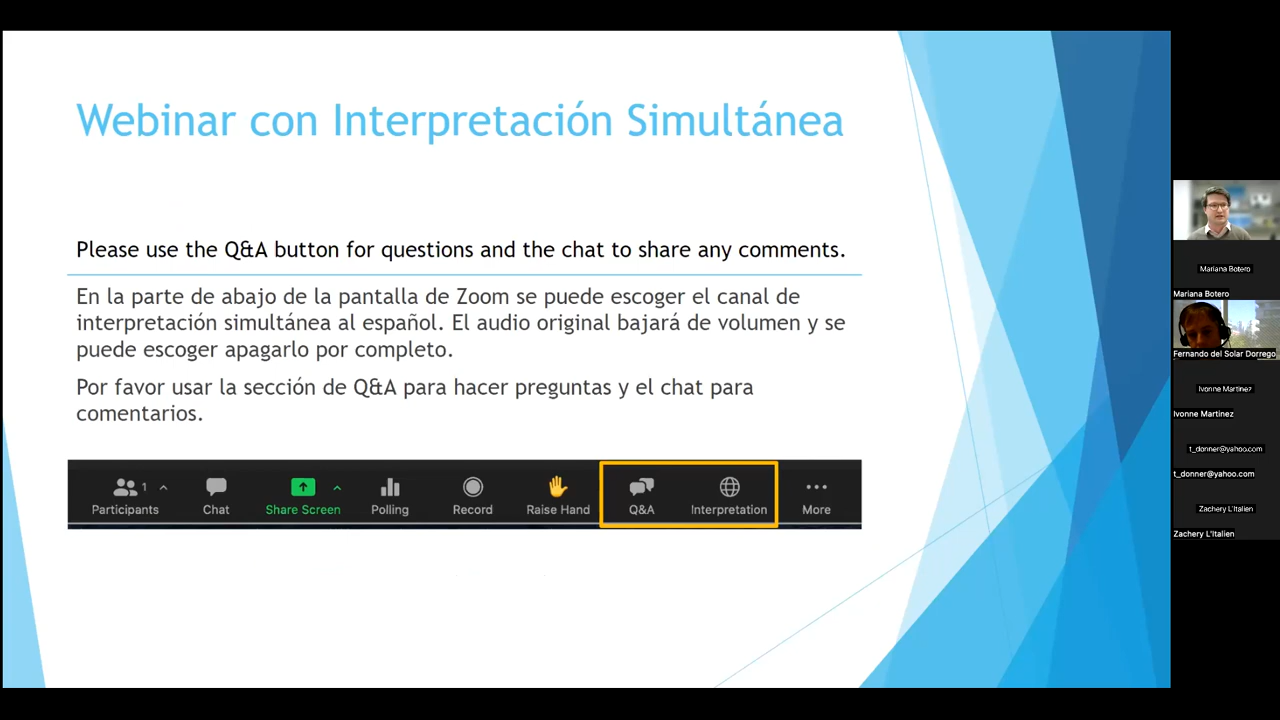 Webinar con Interpretación Simultánea
Please use the Q&A button for questions and the chat to share any comments.
En la parte de abajo de la pantalla de Zoom se puede escoger el canal de
interpretación simultánea al español. El audio original bajará de volumen y se
puede escoger apagarlo por completo.
Por favor usar la sección de Q&A para hacer preguntas y el chat para
comentarios.
1
Participants
Chat
Share Screen
Polling
Record
Raise Hand
Q&A
Interpretation
More
Mariana Botero
Mariana Botero
Fernando del Solar Dorrego
Ivonne Martinez
Ivonne Martinez
t_donner@yahoo.com
t_donner@yahoo.com
Zachery L'Italien
Zachery L'Italien